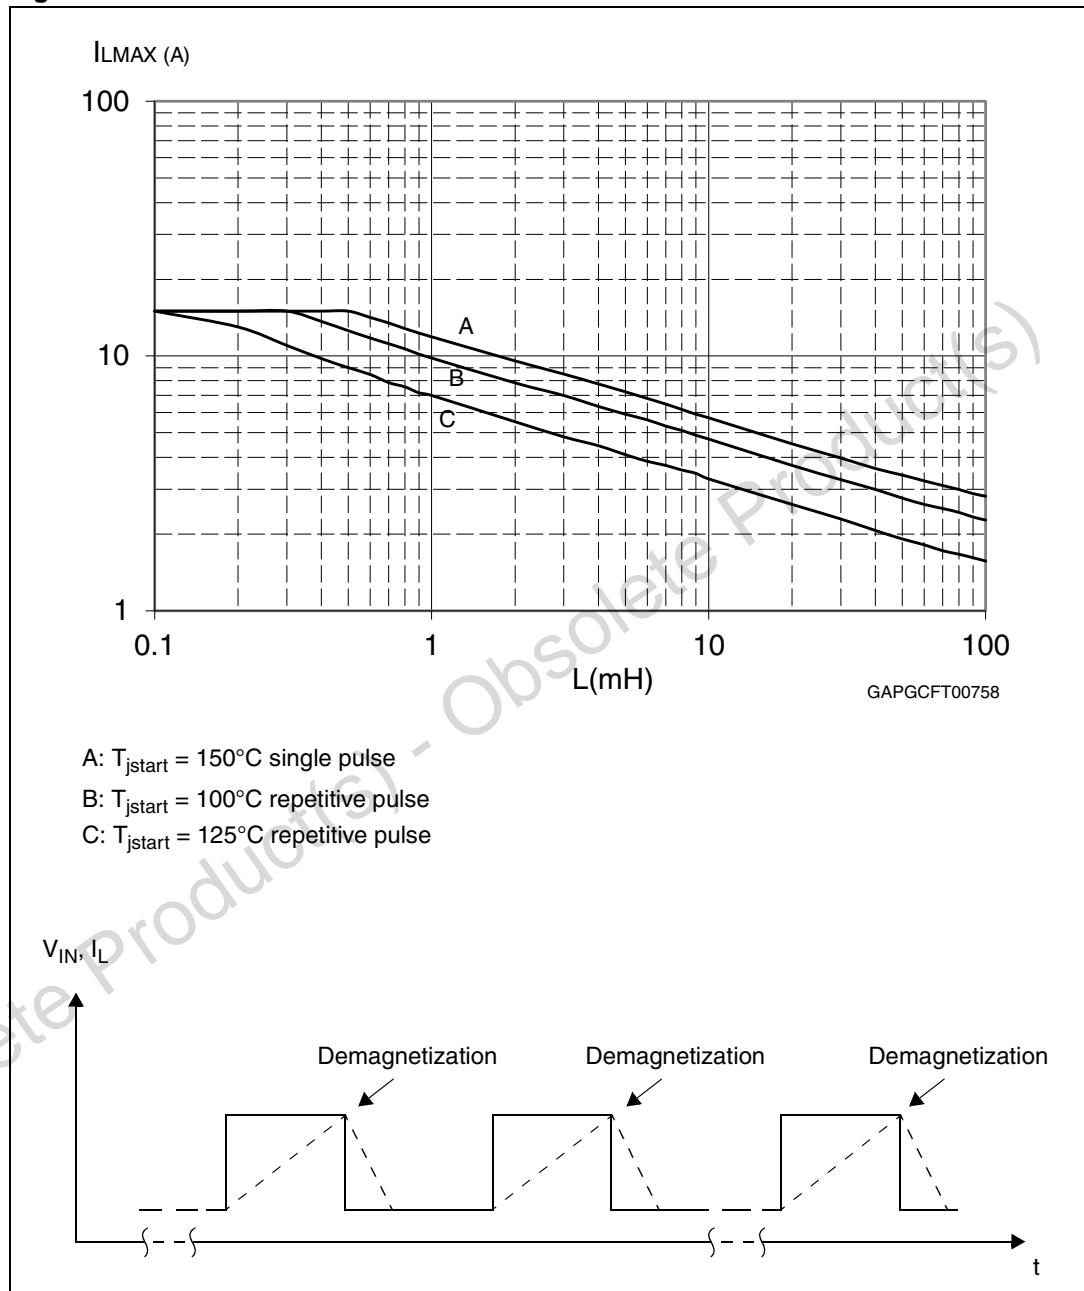 ILMAX (A)
100
10
1
A
B
C
0.1 1 10 100
L(mH)
GAPGCFT00758
A: Tjstart = 150°C single pulse
B: Tjstart = 100°C repetitive pulse
C: Tjstart = 125°C repetitive pulse
VIN, IL
Demagnetization Demagnetization Demagnetization
t
ete Product(s) - Obsolete Product(s)